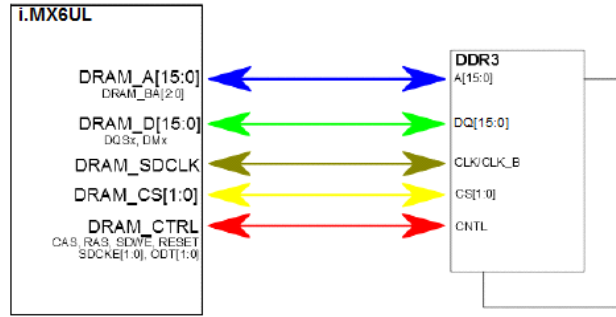 i.MX6UL
DRAM_A[15:0]
DRAM_BA[2:0]
DRAM_D[15:0]
DQSx, DMx
DRAM_SDCLK
DRAM_CS[1:0]
DRAM_CTRL
CAS, RAS, SDWE, RESET
SDCKE[1:0], ODT[1:0]
DDR3
A[15:0]
DQ[15:0]
CLK/CLK_B
CS[1:0]
CNTL